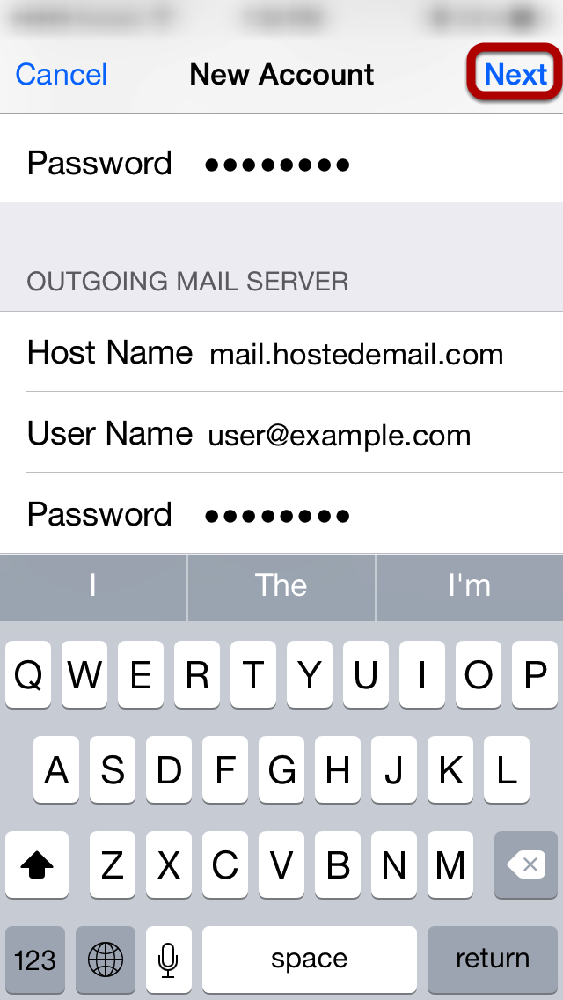 Cancel New Account Next
Password ••••••••
OUTGOING MAIL SERVER
Host Name mail.hostedemail.com
User Name user@example.com
Password ••••••••
I The I'm
Q W E R T Y U I O P
A S D F G H J K L
Z X C V B N M
123 space return